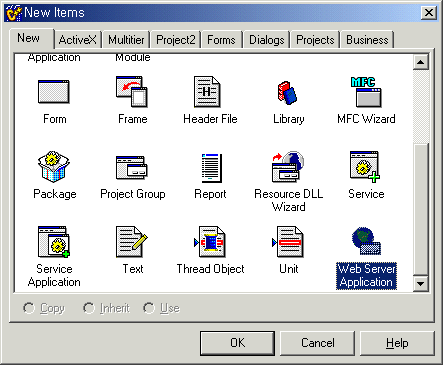 New Items
New ActiveX Multitier Project2 Forms Dialogs Projects Business
Application Module
Form Frame Header File Library MFC Wizard
MFC
Package Project Group Report Resource DLL Wizard Service
Service Application Text Thread Object Unit Web Server Application
Copy Inherit Use
OK Cancel Help